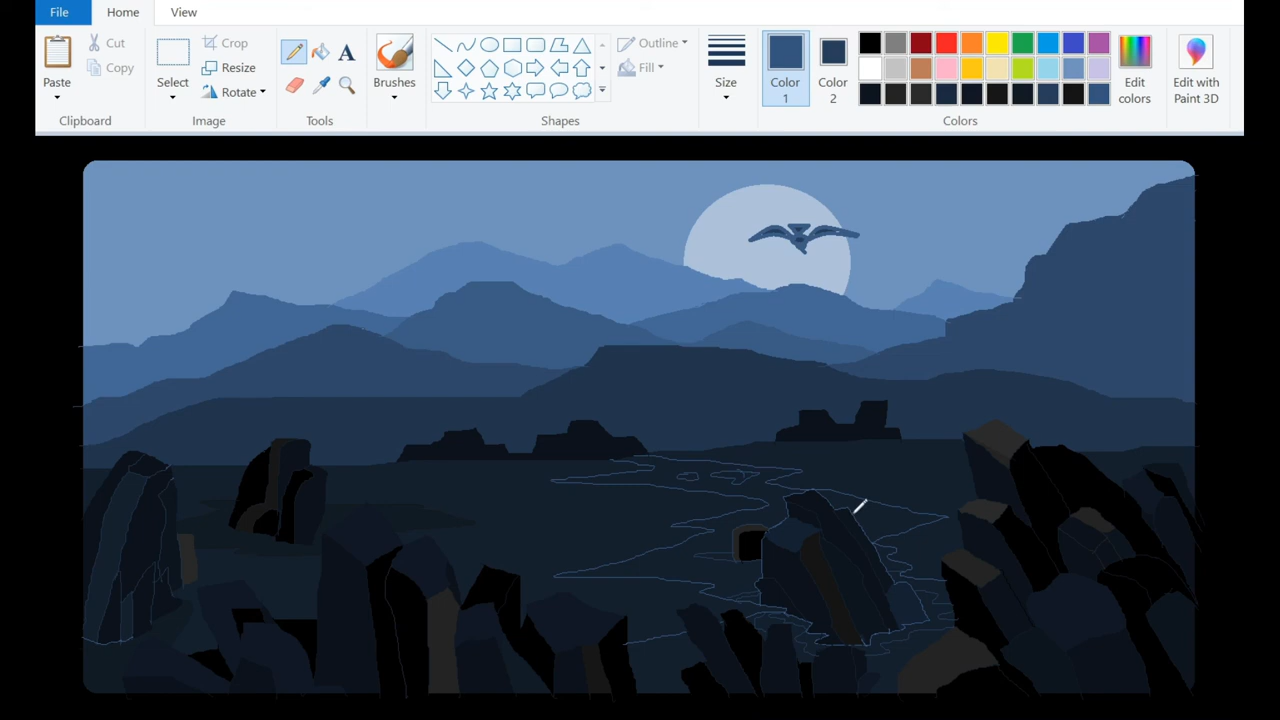 File Home View
Paste Cut Copy Clipboard
Select Crop Resize Rotate Image
A Tools
Brushes
Outline Fill Shapes
Size
Color 1 Color 2 Edit colors Colors
Edit with Paint 3D